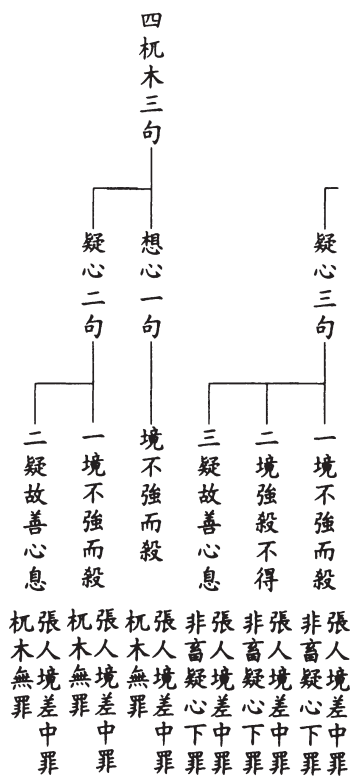 疑心三句
一境不強而殺
張人境差中罪
非畜疑心下罪
二境強殺不得
張人境差中罪
非畜疑心下罪
三疑故善心息
張人境差中罪
非畜疑心下罪
四杌木三句
想心一句
境不強而殺
張人境差中罪
杌木無罪
疑心二句
一境不強而殺
張人境差中罪
杌木無罪
二疑故善心息
張人境差中罪
杌木無罪